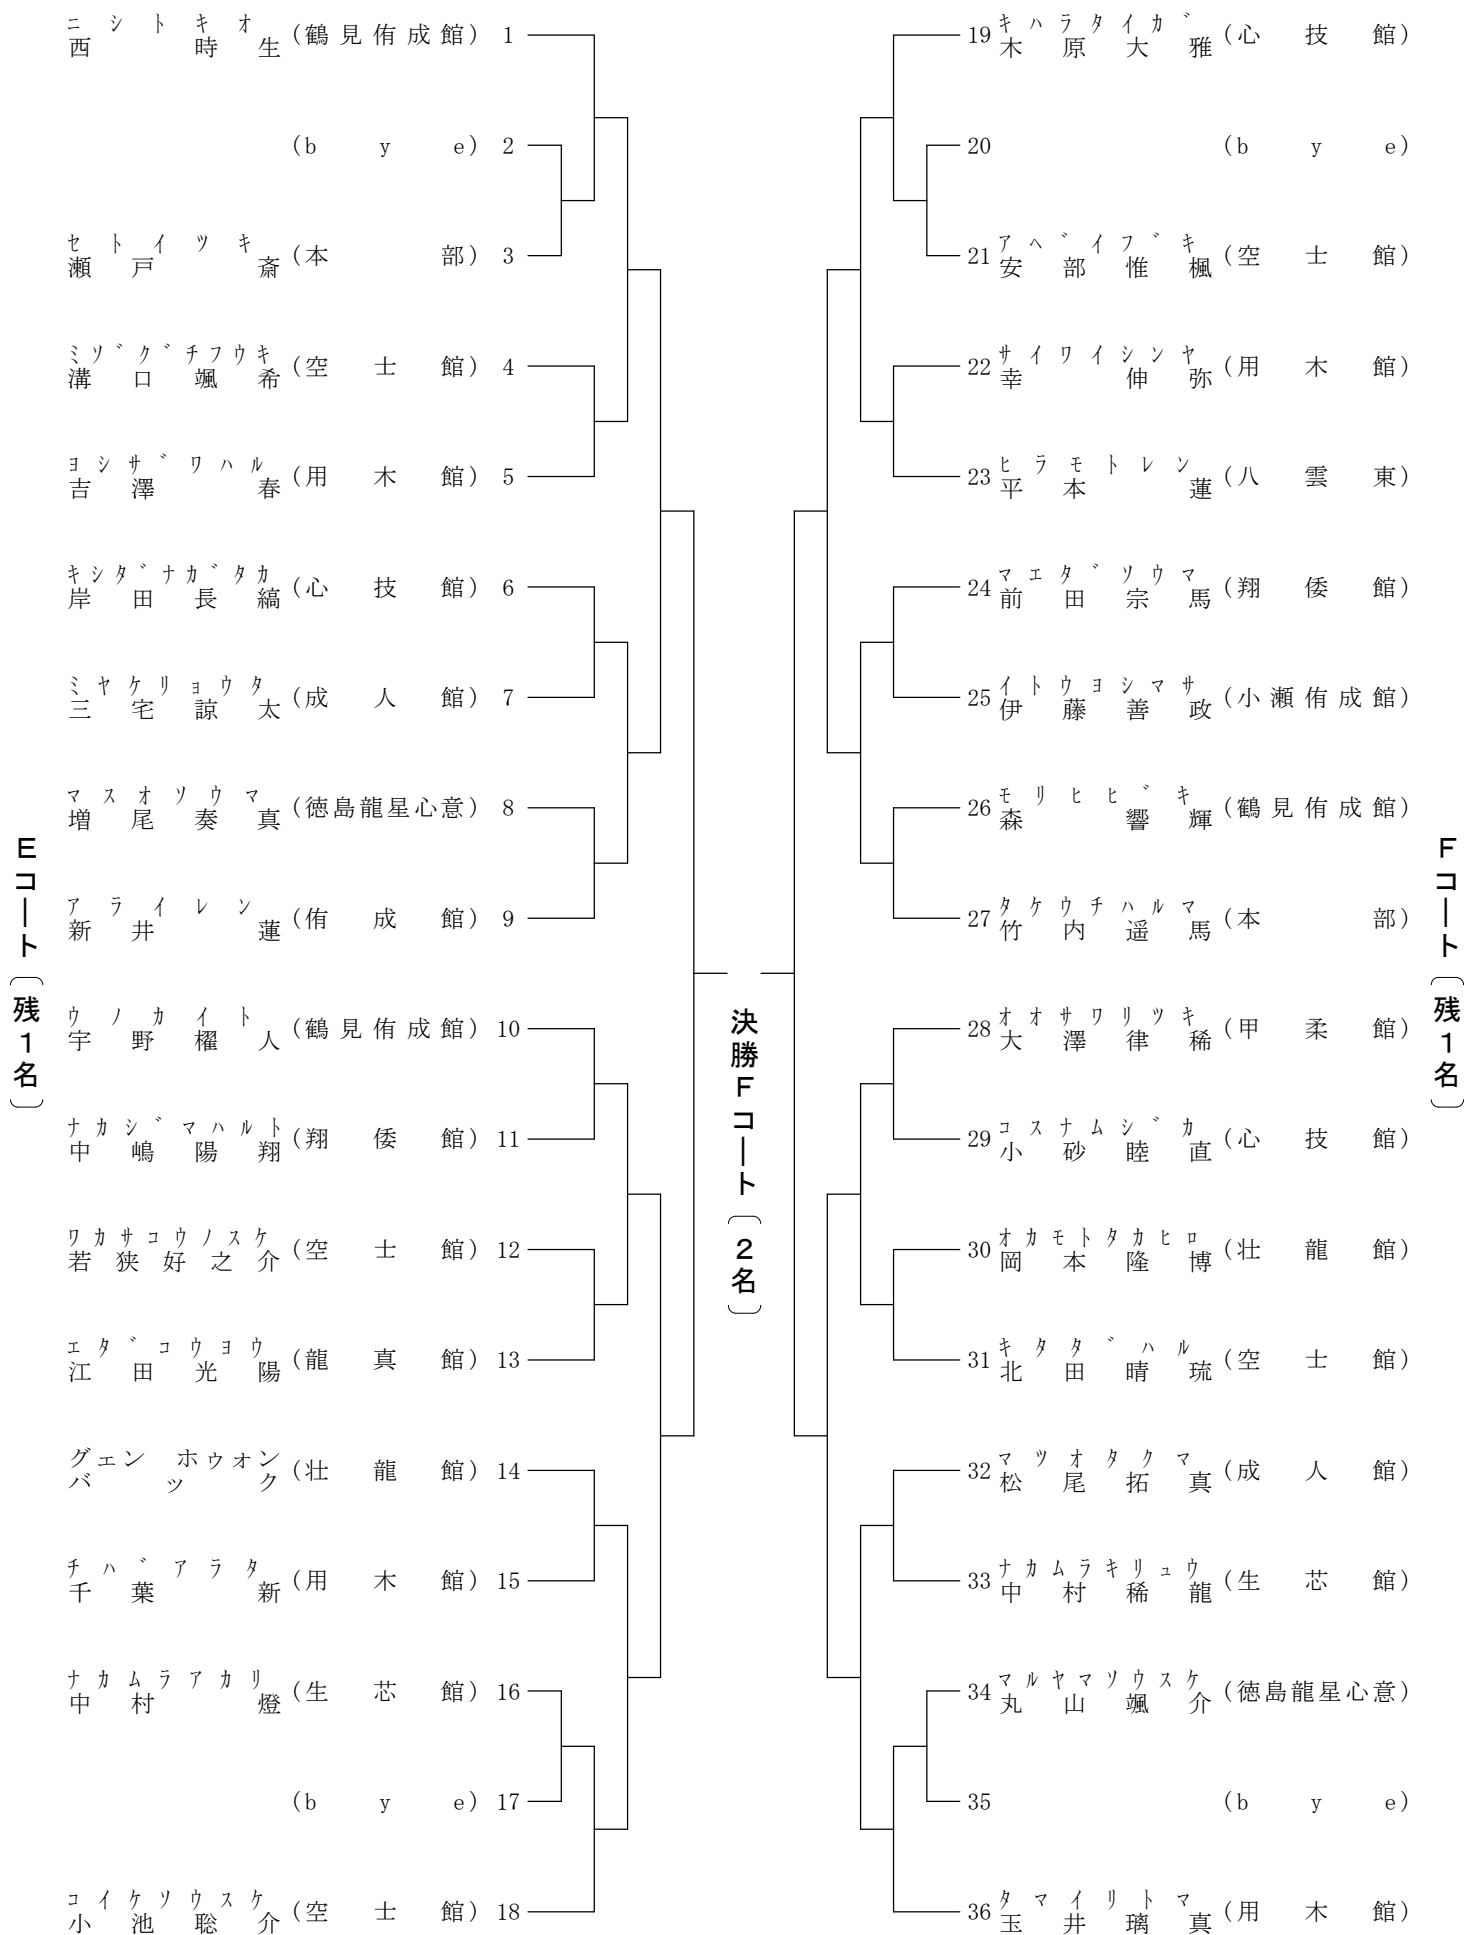 ニシトキオ
西時生 (鶴見侑成館) 1
(bye) 2
セトイツキ
瀬戸斎 (本部) 3
ミゾグチフウキ
溝口颯希 (空士館) 4
ヨシザワハル
吉澤春 (用木館) 5
キシダナガタカ
岸田長縞 (心技館) 6
ミヤケリョウタ
三宅諒太 (成人館) 7
マスオソウマ
増尾奏真 (徳島龍星心意) 8
アライレン
新井蓮 (侑成館) 9
ウノカイト
宇野櫂人 (鶴見侑成館) 10
ナカジマハルト
中嶋陽翔 (翔倭館) 11
ワカサコウノスケ
若狭好之介 (空士館) 12
エダコウヨウ
江田光陽 (龍真館) 13
グェン ホゥオン
バック (壮龍館) 14
チバアラタ
千葉新 (用木館) 15
ナカムラアカリ
中村燈 (生芯館) 16
(bye) 17
コイケソウスケ
小池聡介 (空士館) 18
Eコート〔残1名〕
決勝Fコート〔2名〕
キハラタイガ
19 木原大雅 (心技館)
20 (bye)
アベイブキ
21 安部惟楓 (空士館)
サイワイシンヤ
22 幸伸弥 (用木館)
ヒラモトレン
23 平本蓮 (八雲東)
マエダソウマ
24 前田宗馬 (翔倭館)
イトウヨシマサ
25 伊藤善政 (小瀬侑成館)
モリヒビキ
26 森響輝 (鶴見侑成館)
タケウチハルマ
27 竹内遥馬 (本部)
オオサワリツキ
28 大澤律稀 (甲柔館)
コスナムジカ
29 小砂睦直 (心技館)
オカモトタカヒロ
30 岡本隆博 (壮龍館)
キタダハル
31 北田晴琉 (空士館)
マツオタクマ
32 松尾拓真 (成人館)
ナカムラキリュウ
33 中村稀龍 (生芯館)
マルヤマソウスケ
34 丸山颯介 (徳島龍星心意)
35 (bye)
タマイリトマ
36 玉井璃真 (用木館)
Fコート〔残1名〕